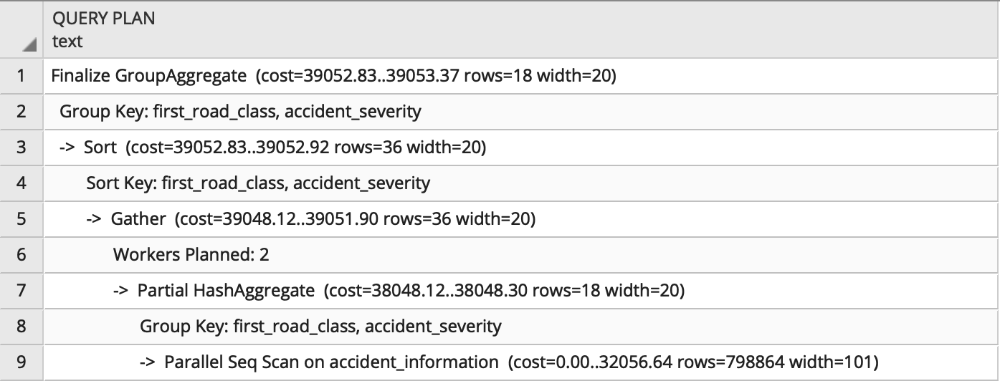 QUERY PLAN
text
1 Finalize GroupAggregate (cost=39052.83..39053.37 rows=18 width=20)
2 Group Key: first_road_class, accident_severity
3 -> Sort (cost=39052.83..39052.92 rows=36 width=20)
4 Sort Key: first_road_class, accident_severity
5 -> Gather (cost=39048.12..39051.90 rows=36 width=20)
6 Workers Planned: 2
7 -> Partial HashAggregate (cost=38048.12..38048.30 rows=18 width=20)
8 Group Key: first_road_class, accident_severity
9 -> Parallel Seq Scan on accident_information (cost=0.00..32056.64 rows=798864 width=101)